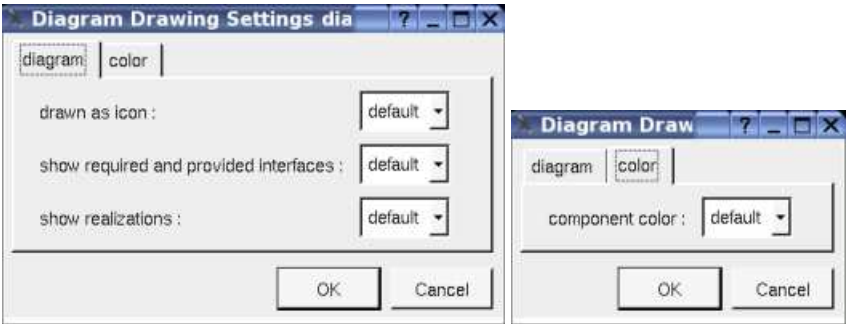 Diagram Drawing Settings dia
diagram color
drawn as icon : default
show required and provided interfaces : default
show realizations : default
OK Cancel
Diagram Draw
diagram color
component color : default
OK Cancel